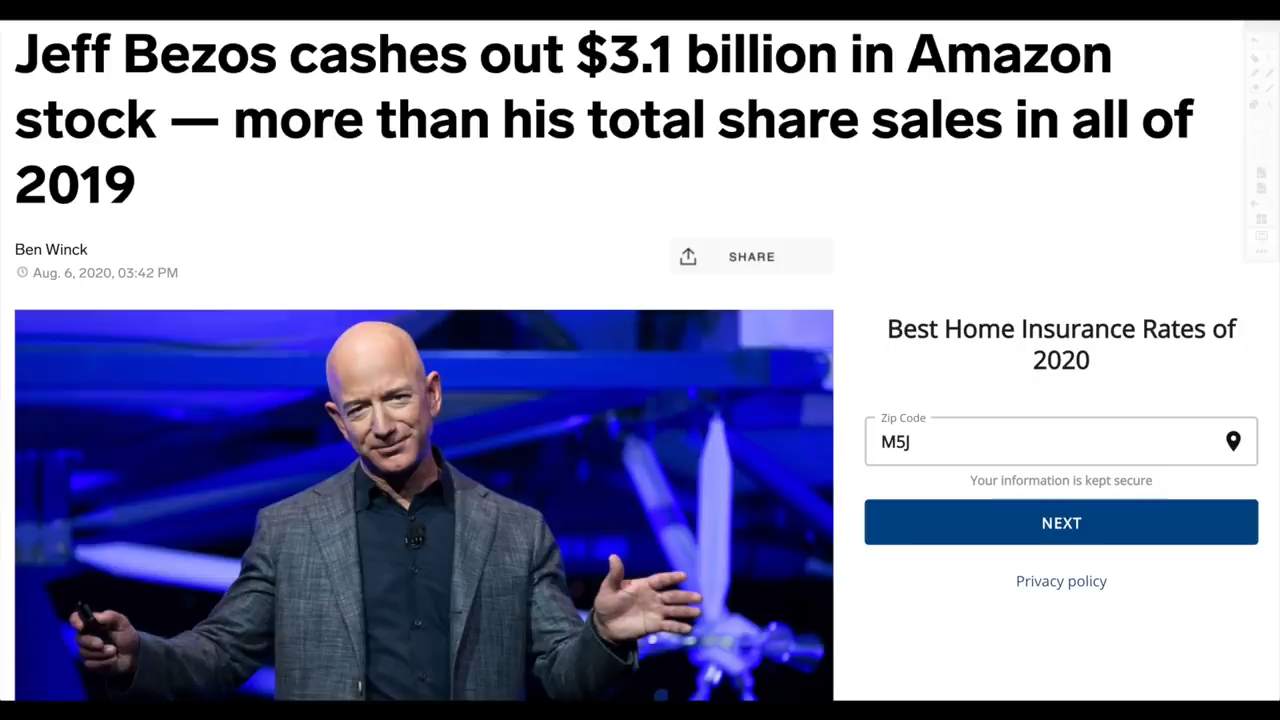 Jeff Bezos cashes out $3.1 billion in Amazon
stock — more than his total share sales in all of
2019
Ben Winck
Aug. 6, 2020, 03:42 PM
SHARE
Best Home Insurance Rates of
2020
Zip Code
M5J
Your information is kept secure
NEXT
Privacy policy